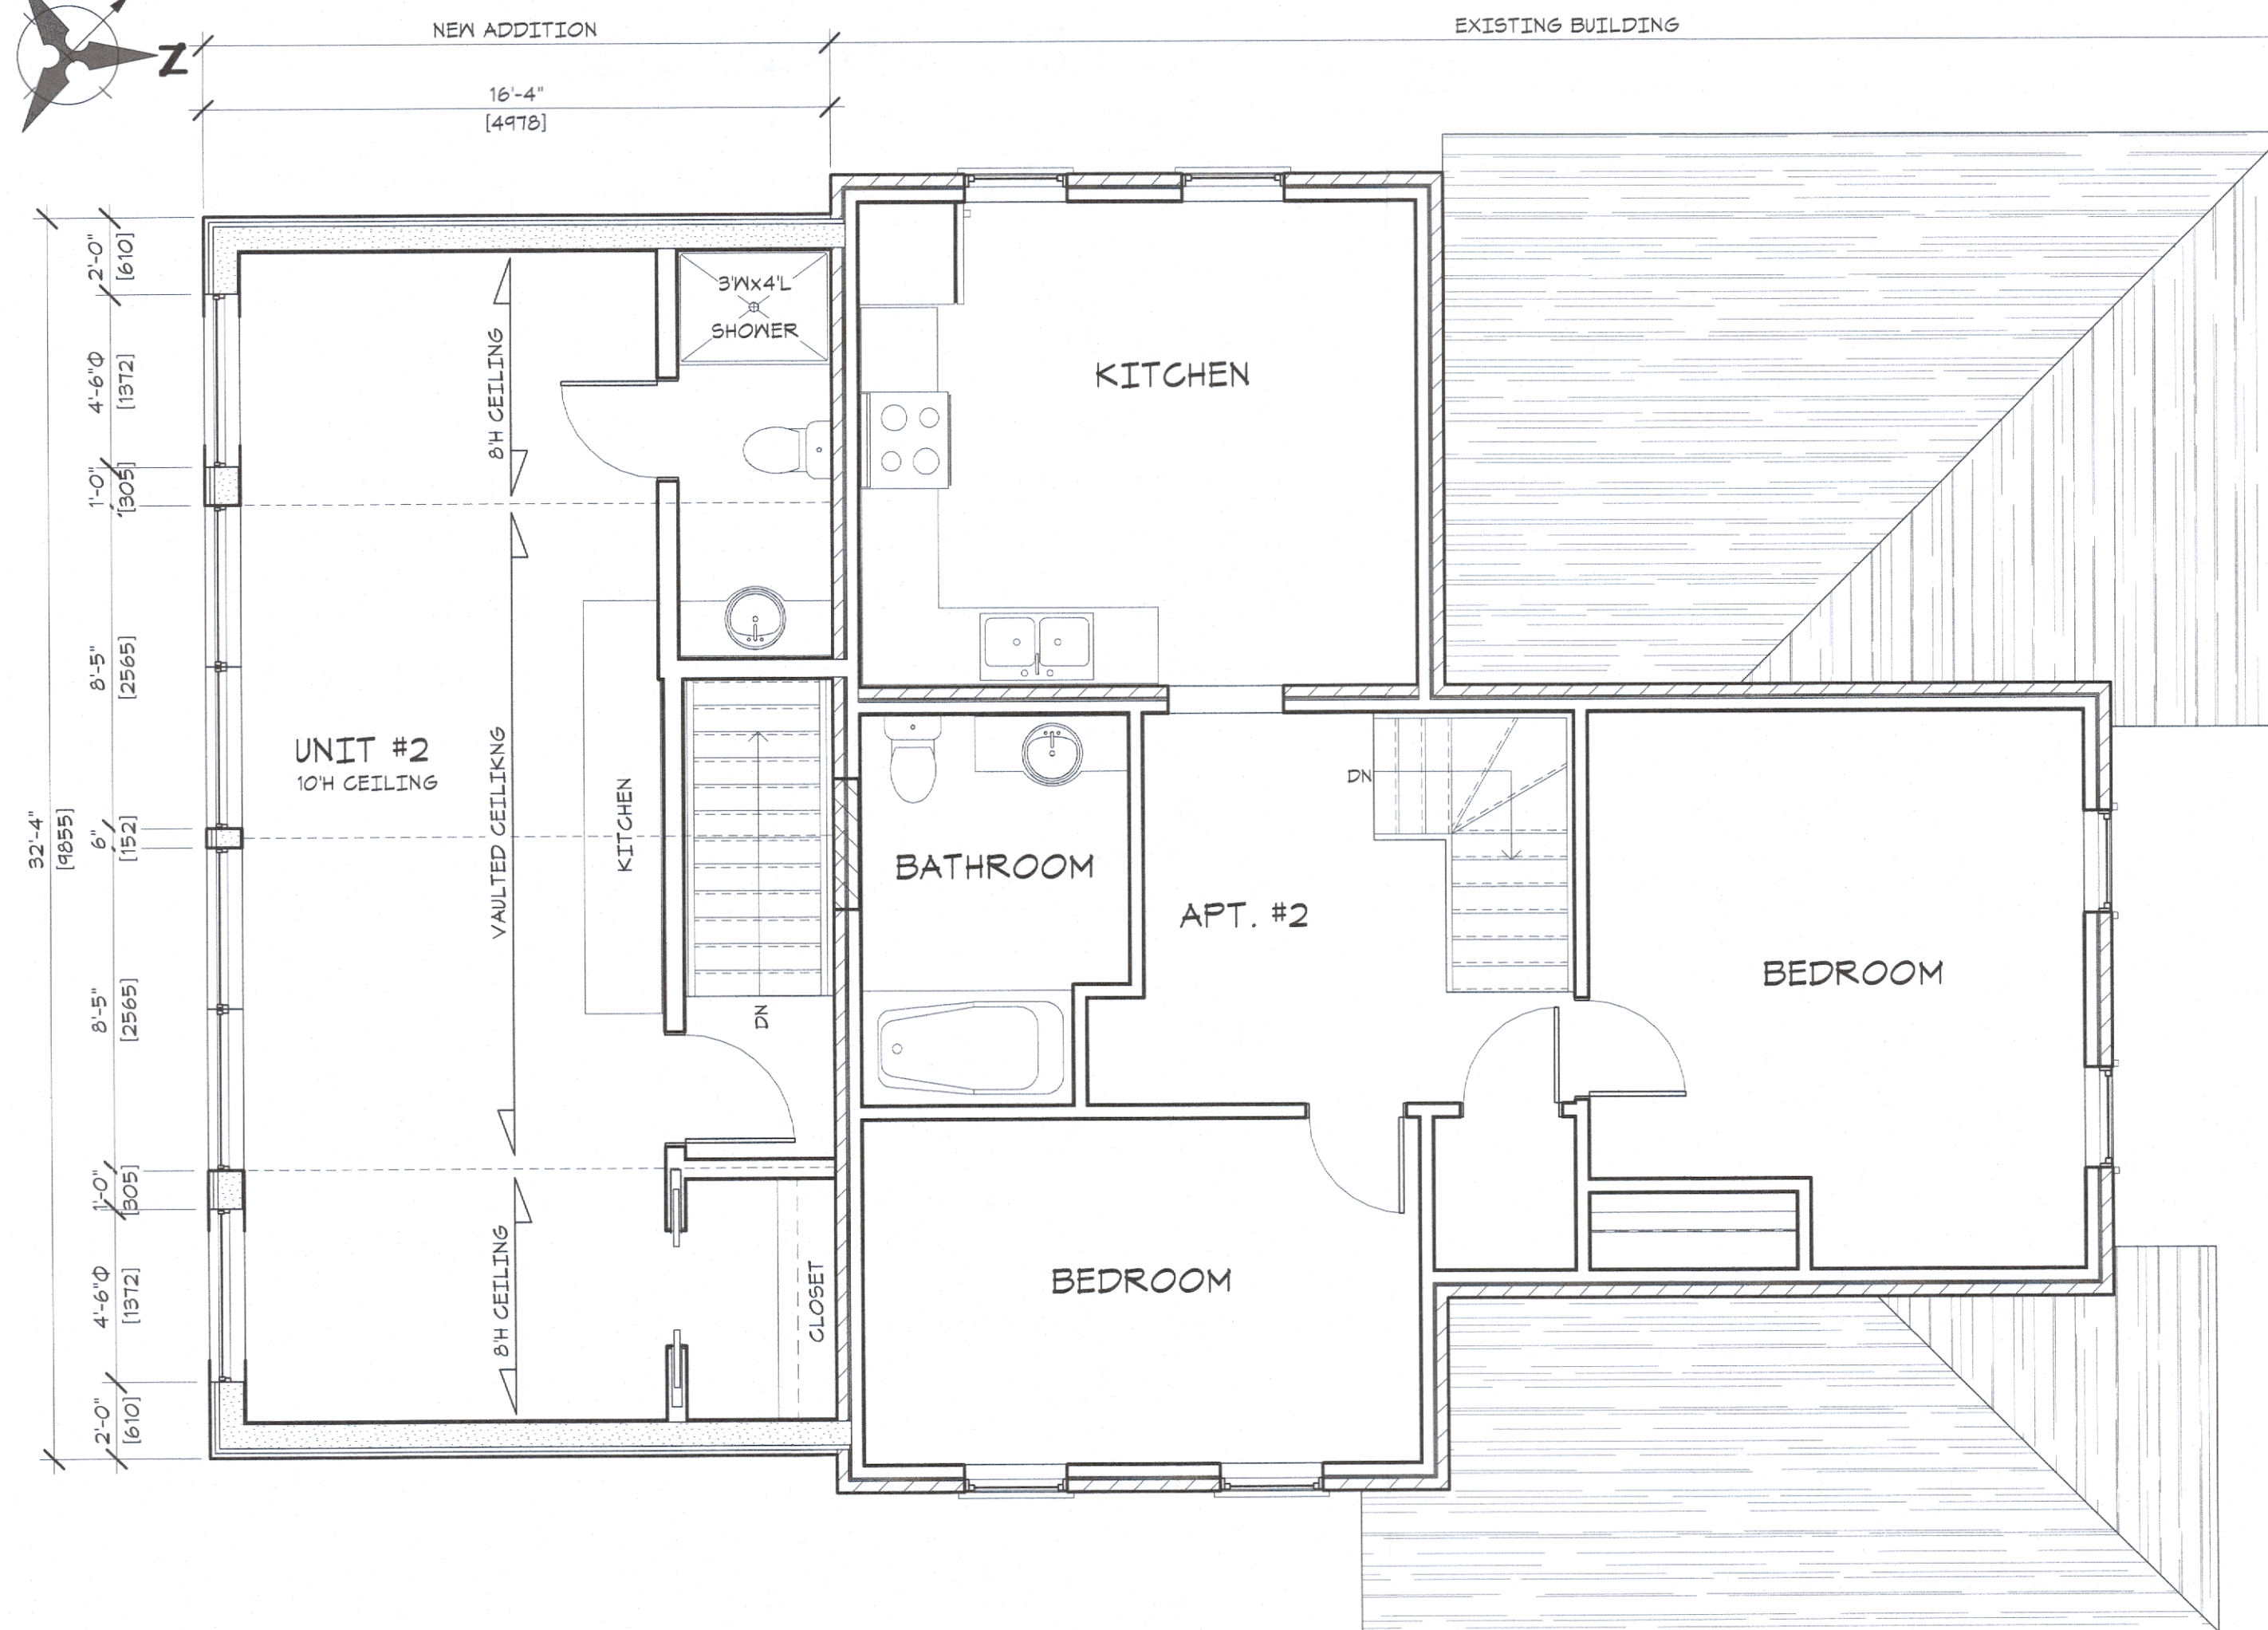 NEW ADDITION
EXISTING BUILDING
N
16'-4"
[4978]
2'-0"
[610]
4'-6"Φ
[1372]
1'-0"
[305]
8'-5"
[2565]
6"
[152]
32'-4"
[9855]
8'-5"
[2565]
1'-0"
[305]
4'-6"Φ
[1372]
2'-0"
[610]
3'Wx4'L
SHOWER
8'H CEILING
KITCHEN
UNIT #2
10'H CEILING
VAULTED CEILIKNG
KITCHEN
DN
BATHROOM
APT. #2
DN
BEDROOM
BEDROOM
8'H CEILING
CLOSET